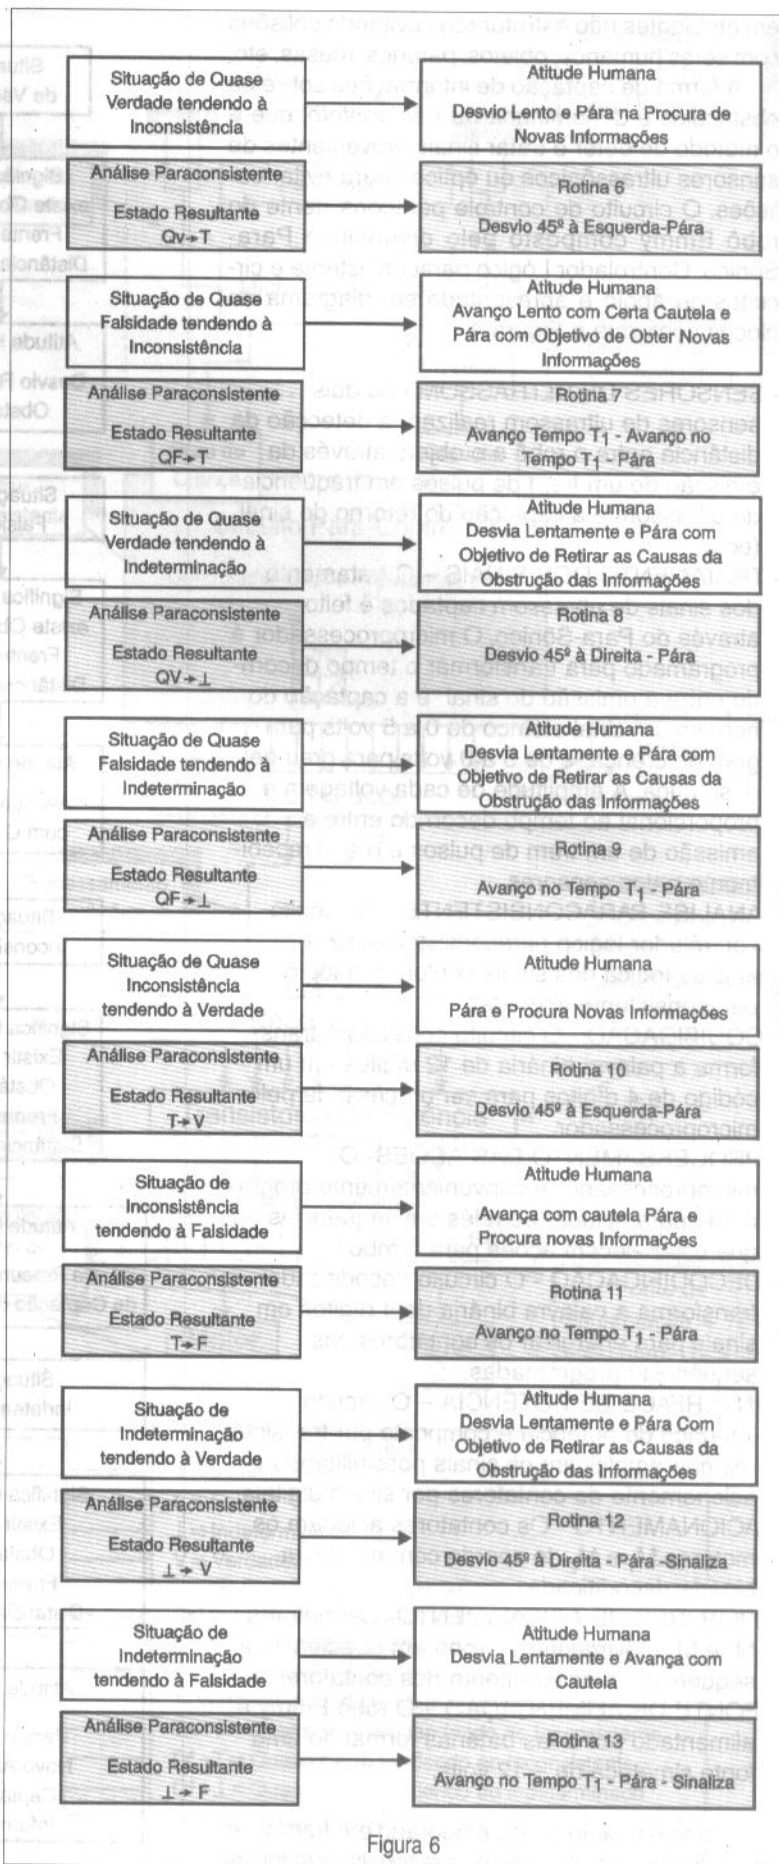 Situação de Quase
Verdade tendendo à
Inconsistência
Atitude Humana
Desvio Lento e Pára na Procura de
Novas Informações
Análise Paraconsistente
Estado Resultante
Qv→T
Rotina 6
Desvio 45º à Esquerda-Pára
Situação de Quase
Falsidade tendendo à
Inconsistência
Atitude Humana
Avanço Lento com Certa Cautela e
Pára com Objetivo de Obter Novas
Informações
Análise Paraconsistente
Estado Resultante
QF→T
Rotina 7
Avanço Tempo T1 - Avanço no
Tempo T1 - Pára
Situação de Quase
Verdade tendendo à
Indeterminação
Atitude Humana
Desvia Lentamente e Pára com
Objetivo de Retirar as Causas da
Obstrução das Informações
Análise Paraconsistente
Estado Resultante
QV→⊥
Rotina 8
Desvio 45º à Direita - Pára
Situação de Quase
Falsidade tendendo à
Indeterminação
Atitude Humana
Desvia Lentamente e Pára com
Objetivo de Retirar as Causas da
Obstrução das Informações
Análise Paraconsistente
Estado Resultante
QF→⊥
Rotina 9
Avanço no Tempo T1 - Pára
Situação de Quase
Inconsistência
tendendo à Verdade
Atitude Humana
Pára e Procura Novas Informações
Análise Paraconsistente
Estado Resultante
T→V
Rotina 10
Desvio 45º à Esquerda-Pára
Situação de
Inconsistência
tendendo à Falsidade
Atitude Humana
Avança com cautela Pára e
Procura novas Informações
Análise Paraconsistente
Estado Resultante
T→F
Rotina 11
Avanço no Tempo T1 - Pára
Situação de
Indeterminação
tendendo à Verdade
Atitude Humana
Desvia Lentamente e Pára Com
Objetivo de Retirar as Causas da
Obstrução das Informações
Análise Paraconsistente
Estado Resultante
⊥→V
Rotina 12
Desvio 45º à Direita - Pára -Sinaliza
Situação de
Indeterminação
tendendo à Falsidade
Atitude Humana
Desvia Lentamente e Avança com
Cautela
Análise Paraconsistente
Estado Resultante
⊥→F
Rotina 13
Avanço no Tempo T1 - Pára - Sinaliza
Figura 6